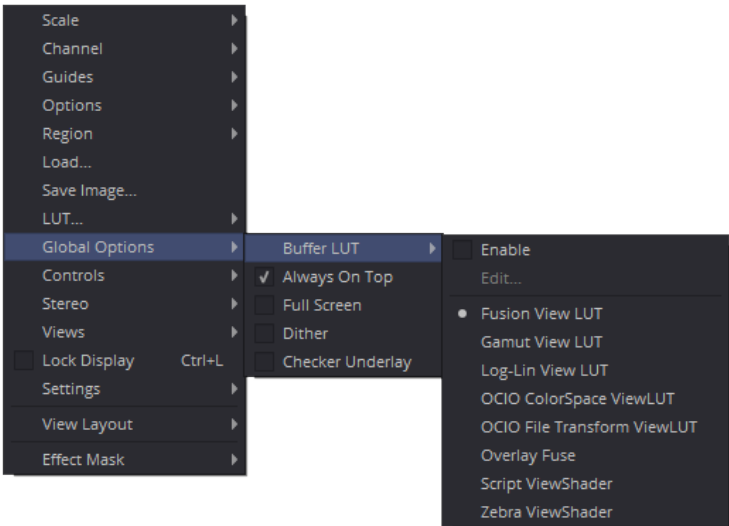 Scale
Channel
Guides
Options
Region
Load...
Save Image...
LUT...
Global Options
Controls
Stereo
Views
Lock Display Ctrl+L
Settings
View Layout
Effect Mask
Buffer LUT
Always On Top
Full Screen
Dither
Checker Underlay
Enable
Edit...
Fusion View LUT
Gamut View LUT
Log-Lin View LUT
OCIO ColorSpace ViewLUT
OCIO File Transform ViewLUT
Overlay Fuse
Script ViewShader
Zebra ViewShader